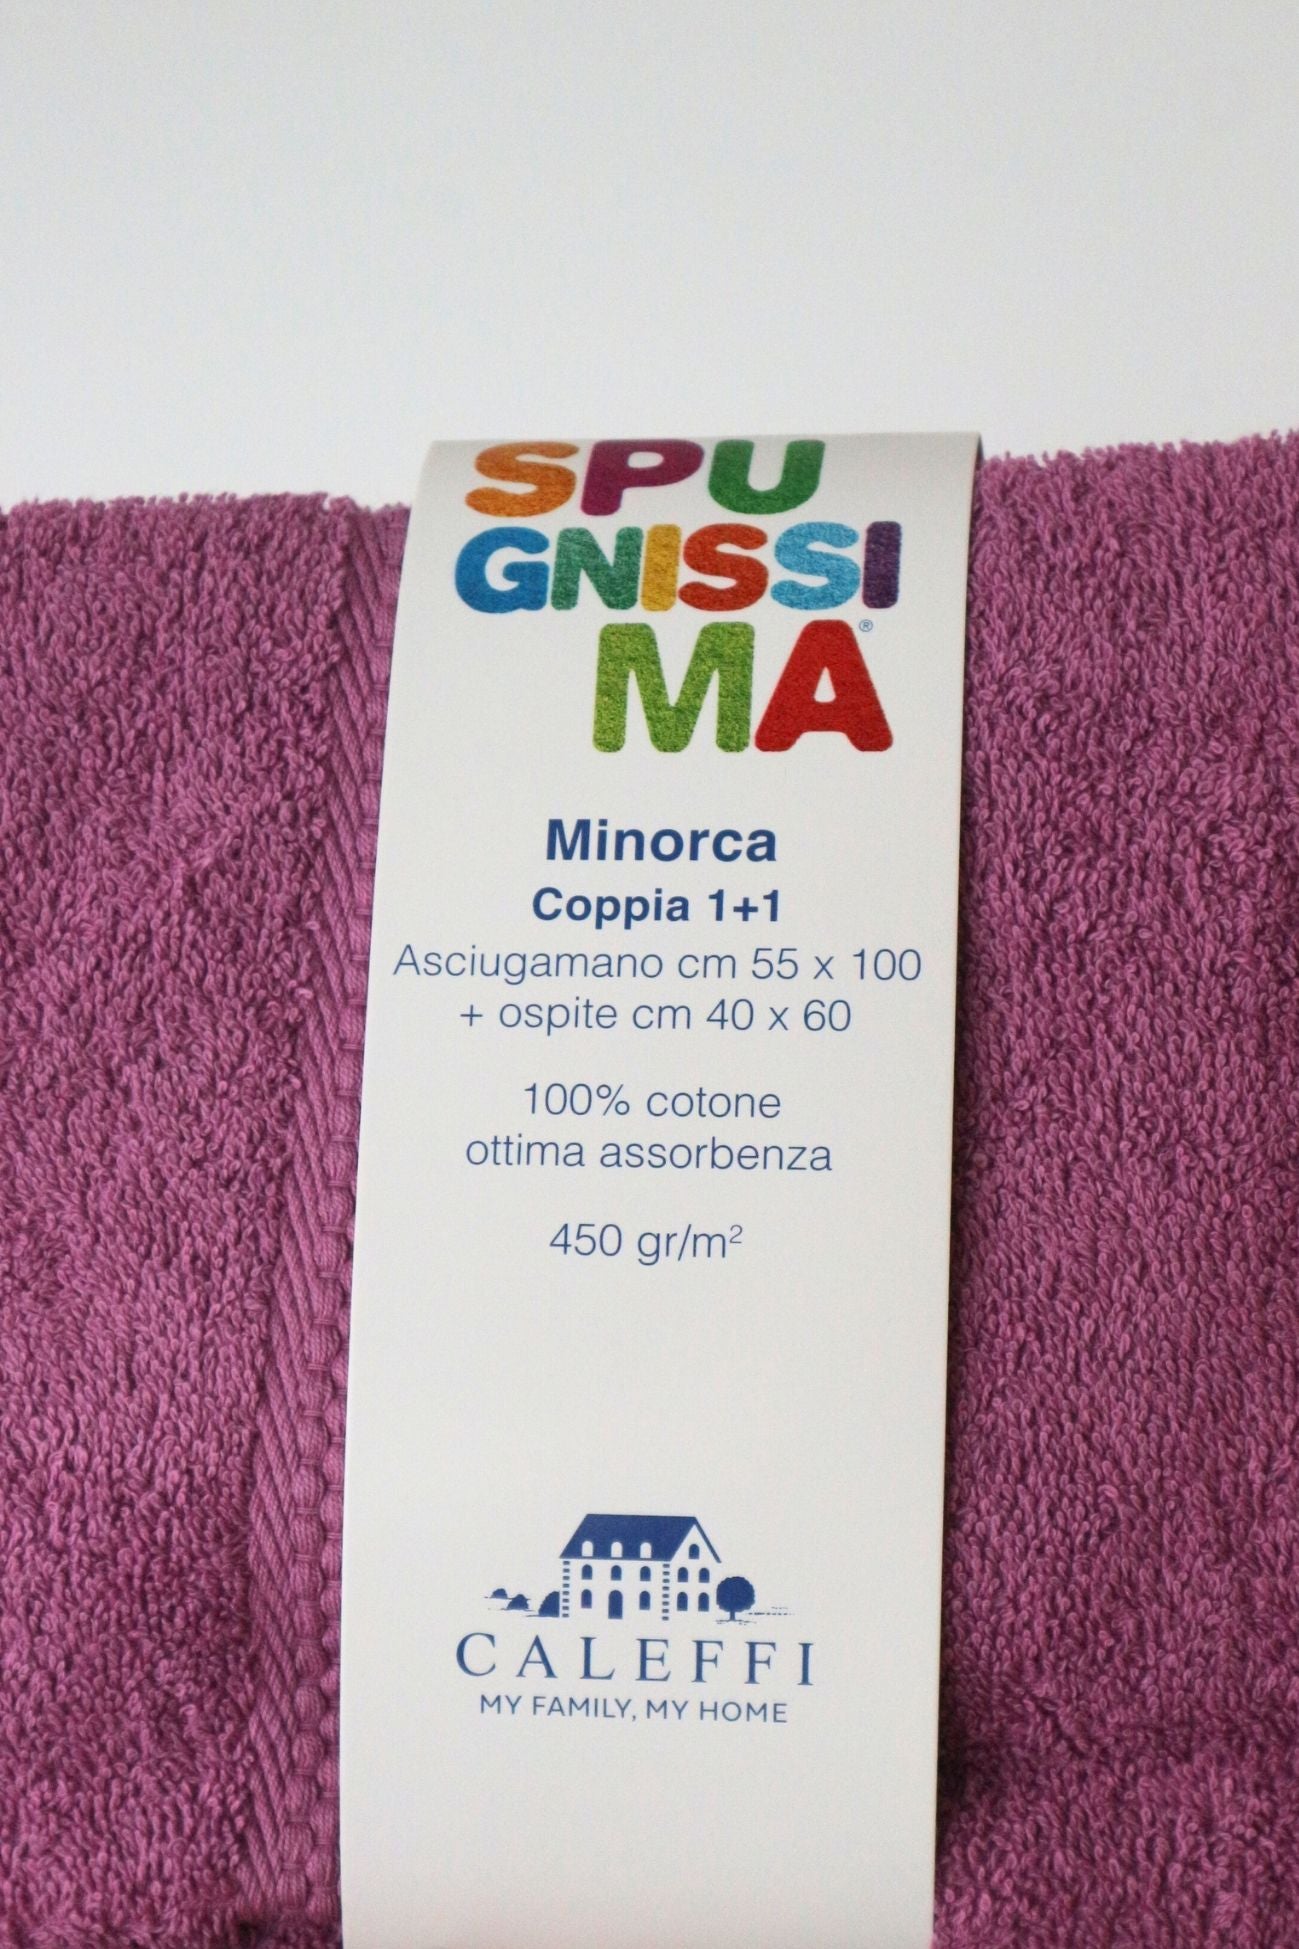 SPU
GNISSI
MA®
Minorca
Coppia 1+1
Asciugamano cm 55 x 100
+ ospite cm 40 x 60
100% cotone
ottima assorbenza
450 gr/m²
CALEFFI
MY FAMILY, MY HOME